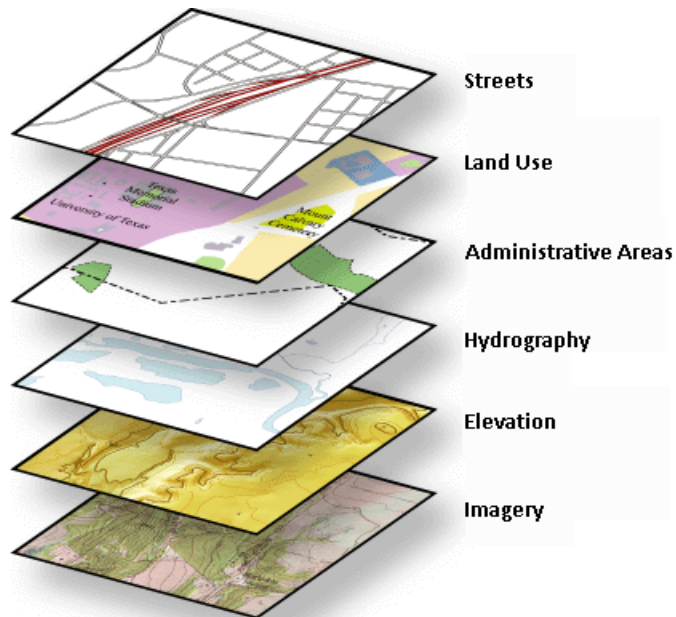 Streets
Land Use
Texas
Memorial
Stadium
University of Texas
Mount
Calvary
Cemetery
Administrative Areas
Hydrography
Elevation
Imagery